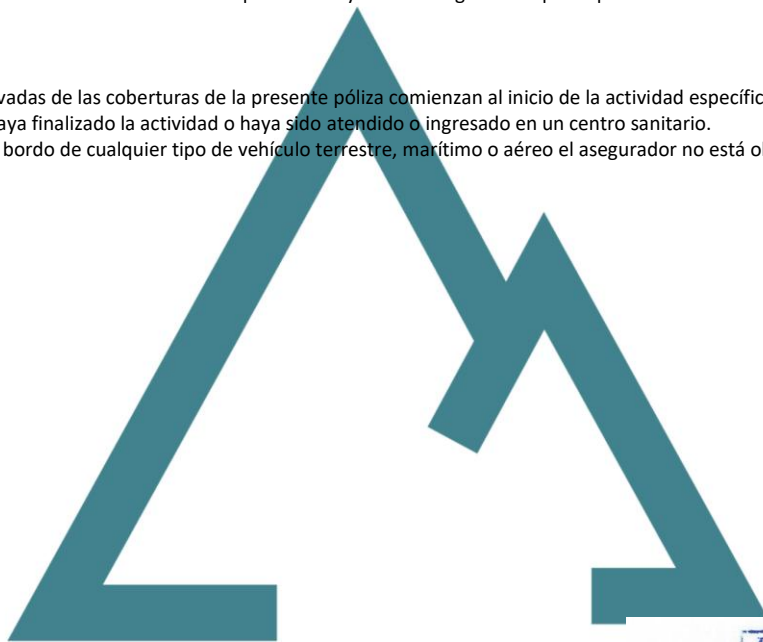 vadas de las coberturas de la presente póliza comienzan al inicio de la actividad específic
aya finalizado la actividad o haya sido atendido o ingresado en un centro sanitario.
bordo de cualquier tipo de vehículo terrestre, marítimo o aéreo el asegurador no está o